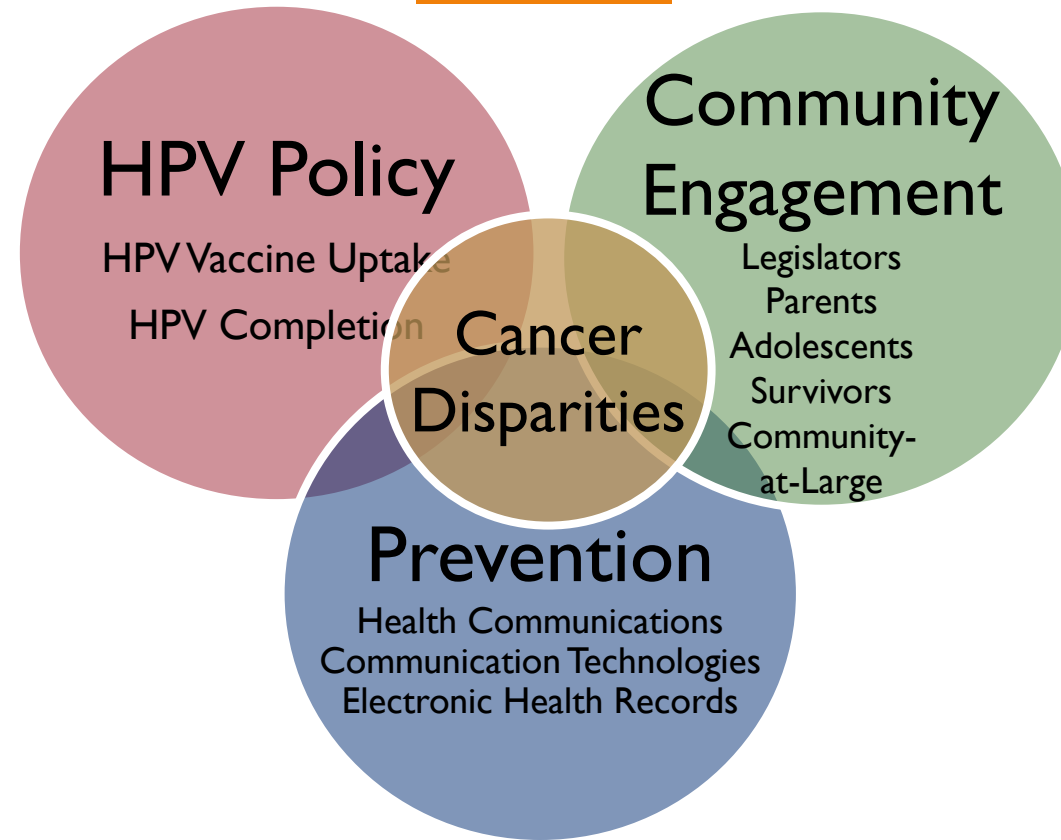 HPV Policy
HPV Vaccine Uptake
HPV Completion
Community
Engagement
Legislators
Parents
Adolescents
Survivors
Community-
at-Large
Cancer
Disparities
Prevention
Health Communications
Communication Technologies
Electronic Health Records